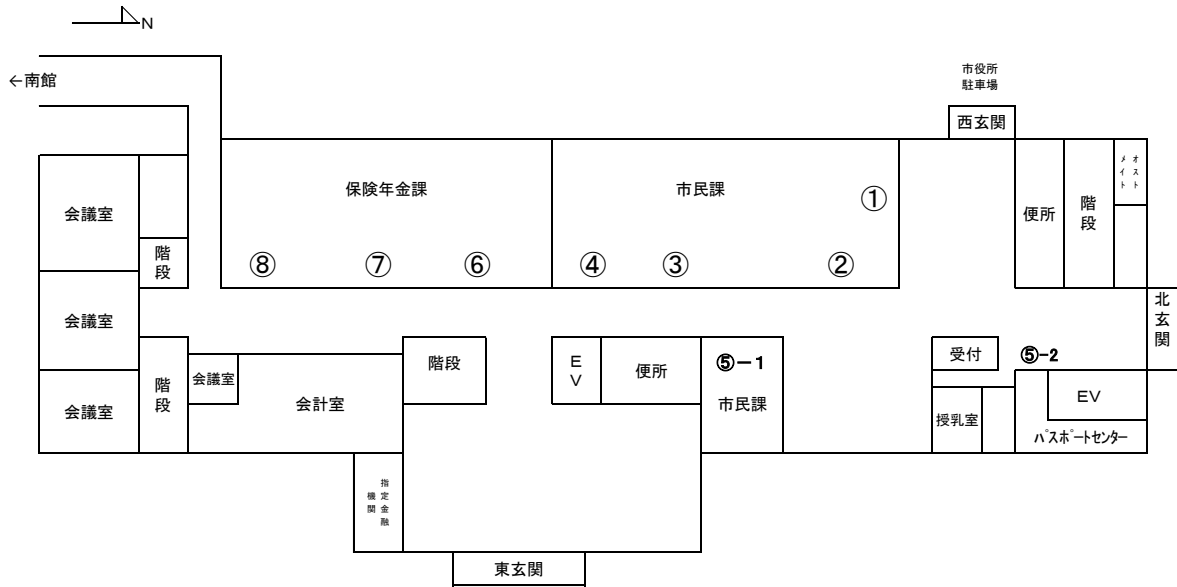 N
←南館
市役所
駐車場
西玄関
保険年金課
市民課
①
便所
階段
オスト
メイト
会議室
階段
⑧
⑦
⑥
④
③
②
北玄関
会議室
階段
会議室
会計室
階段
EV
便所
⑤-1
市民課
受付
⑤-2
EV
授乳室
パスポートセンター
会議室
指定金融
機関
東玄関